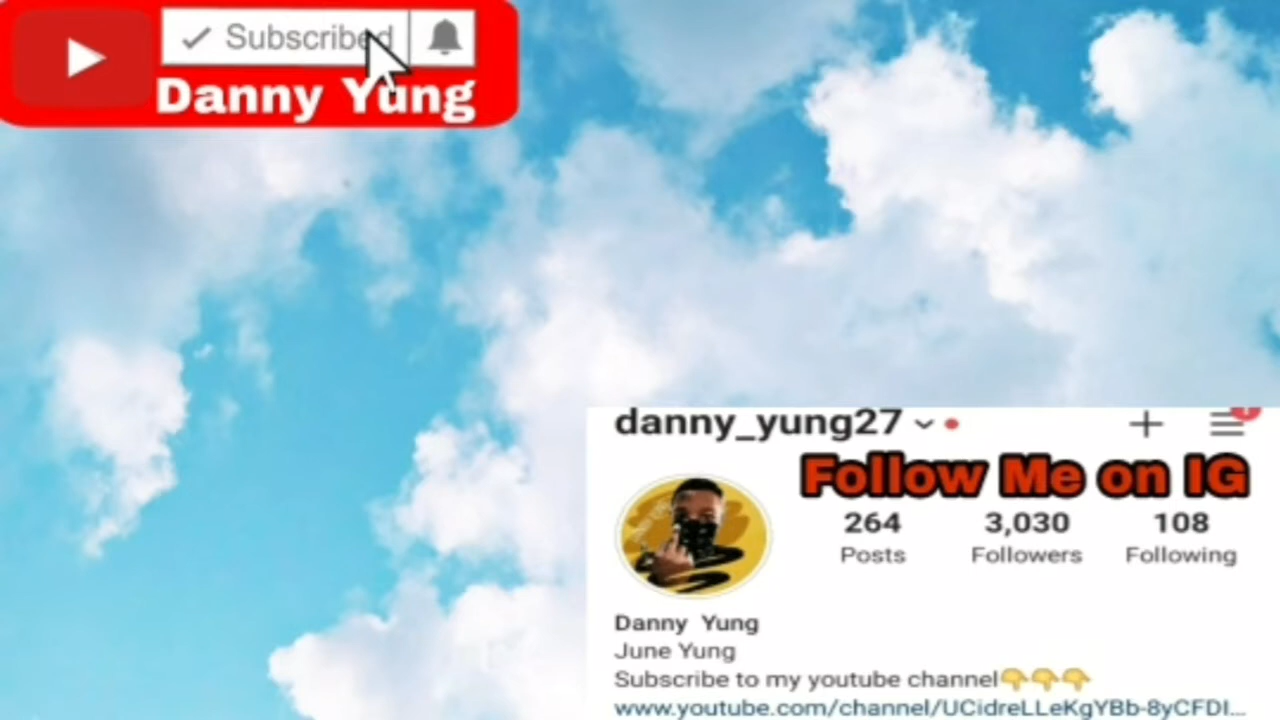 Subscribed
Danny Yung
danny_yung27
Follow Me on IG
264 3,030 108
Posts Followers Following
Danny Yung
June Yung
Subscribe to my youtube channel👇👇👇
www.youtube.com/channel/UCidreLLeKgYBb-8yCFDI...